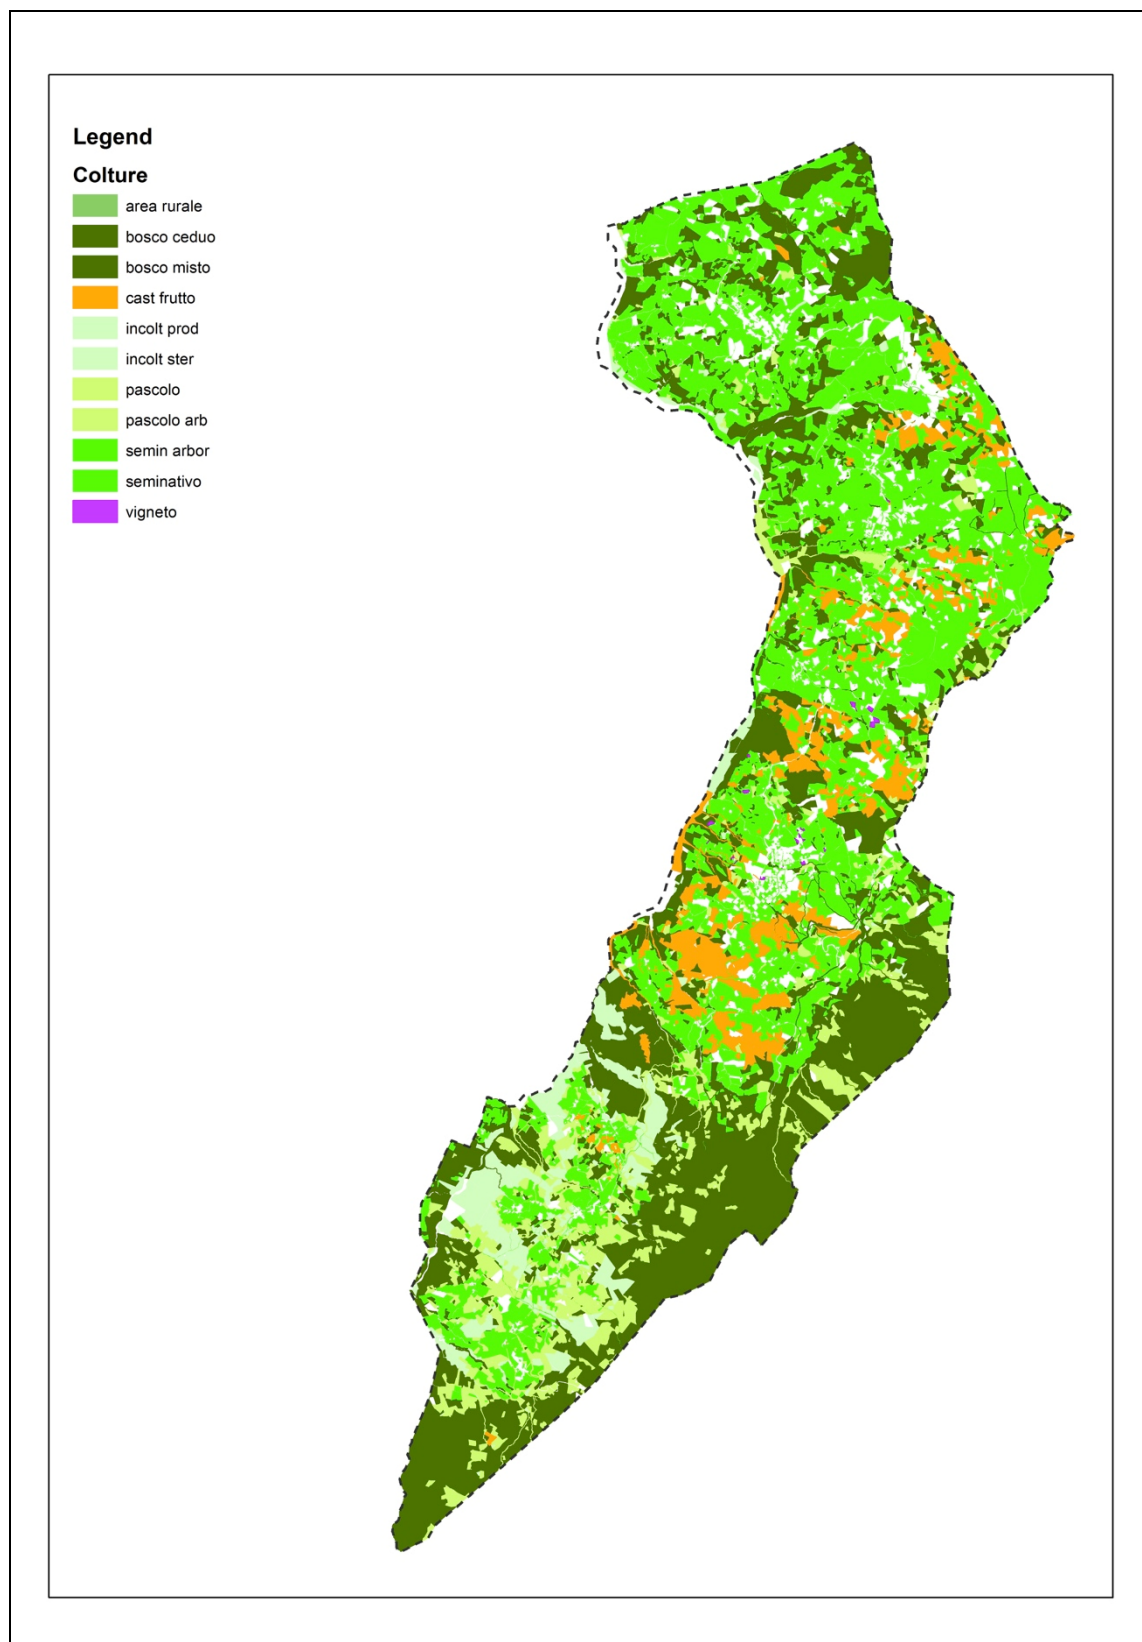 Legend
Colture
area rurale
bosco ceduo
bosco misto
cast frutto
incolt prod
incolt ster
pascolo
pascolo arb
semin arbor
seminativo
vigneto